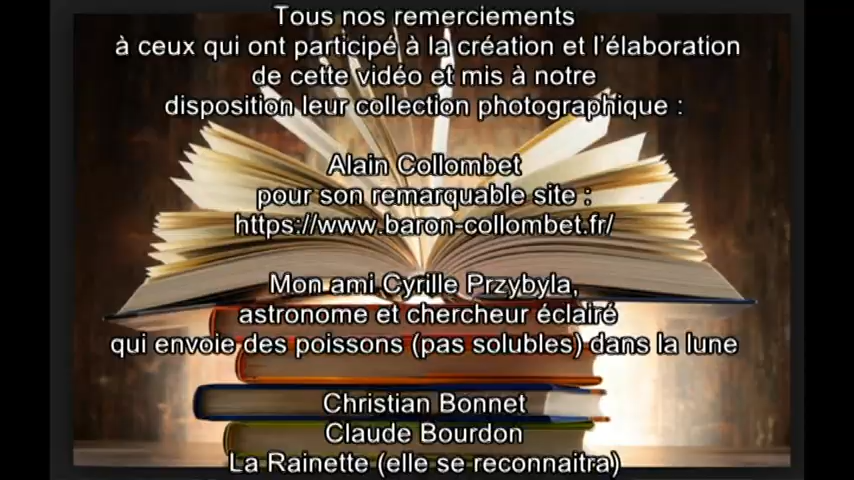 Tous nos remerciements
à ceux qui ont participé à la création et l'élaboration
de cette vidéo et mis à notre
disposition leur collection photographique :
Alain Collombet
pour son remarquable site :
https://www.baron-collombet.fr/
Mon ami Cyrille Przybyla,
astronome et chercheur éclairé
qui envoie des poissons (pas solubles) dans la lune
Christian Bonnet
Claude Bourdon
La Rainette (elle se reconnaitra)